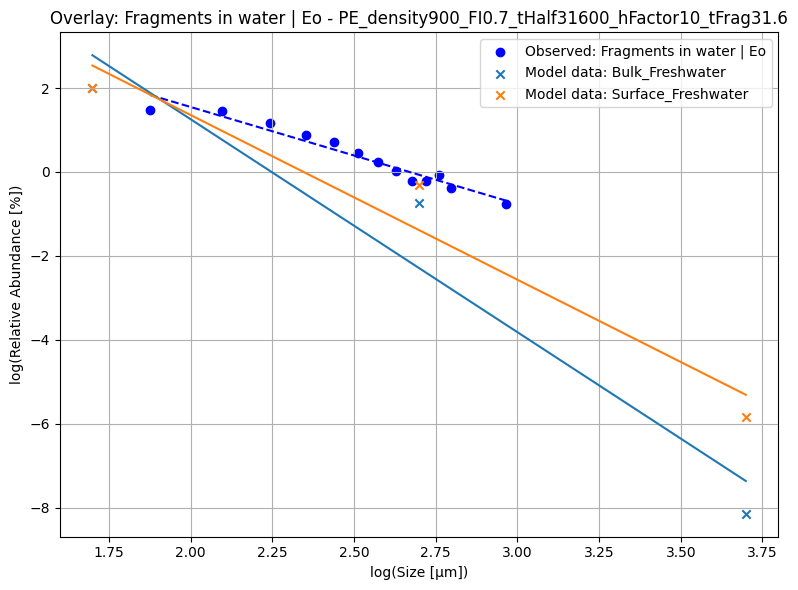 Overlay: Fragments in water | Eo - PE_density900_FI0.7_tHalf31600_hFactor10_tFrag31.6
Observed: Fragments in water | Eo
Model data: Bulk_Freshwater
Model data: Surface_Freshwater
log(Relative Abundance [%])
2
0
−2
−4
−6
−8
1.75 2.00 2.25 2.50 2.75 3.00 3.25 3.50 3.75
log(Size [μm])